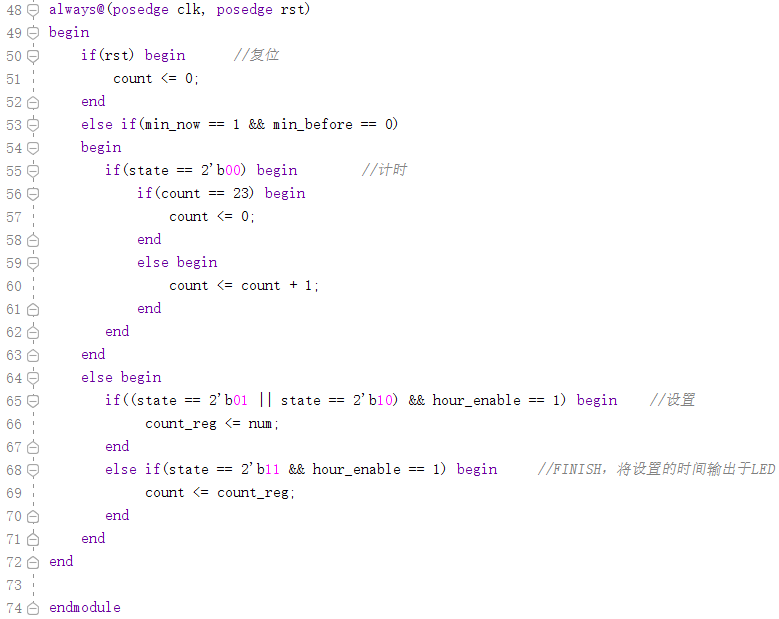 48 always@(posedge clk, posedge rst)
49 begin
50 if(rst) begin //复位
51 count <= 0;
52 end
53 else if(min_now == 1 && min_before == 0)
54 begin
55 if(state == 2'b00) begin //计时
56 if(count == 23) begin
57 count <= 0;
58 end
59 else begin
60 count <= count + 1;
61 end
62 end
63 end
64 else begin
65 if((state == 2'b01 || state == 2'b10) && hour_enable == 1) begin //设置
66 count_reg <= num;
67 end
68 else if(state == 2'b11 && hour_enable == 1) begin //FINISH，将设置的时间输出于LED
69 count <= count_reg;
70 end
71 end
72 end
73
74 endmodule